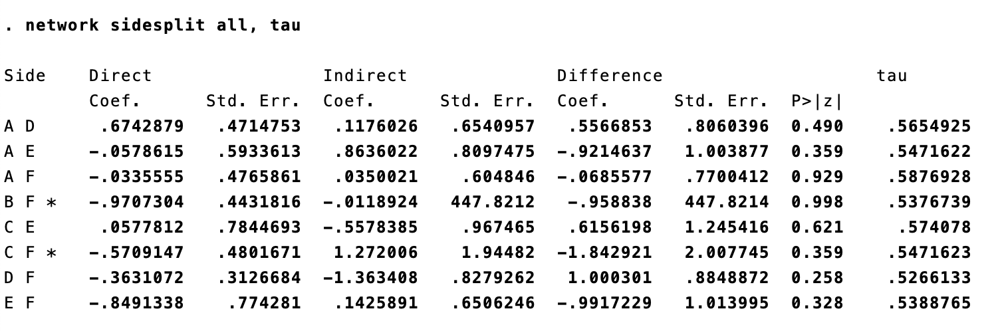 . network sidesplit all, tau
Side Direct Indirect Difference tau
Coef. Std. Err. Coef. Std. Err. Coef. Std. Err. P>|z|
A D .6742879 .4714753 .1176026 .6540957 .5566853 .8060396 0.490 .5654925
A E -.0578615 .5933613 .8636022 .8097475 -.9214637 1.003877 0.359 .5471622
A F -.0335555 .4765861 .0350021 .604846 -.0685577 .7700412 0.929 .5876928
B F * -.9707304 .4431816 -.0118924 447.8212 -.958838 447.8214 0.998 .5376739
C E .0577812 .7844693 -.5578385 .967465 .6156198 1.245416 0.621 .574078
C F * -.5709147 .4801671 1.272006 1.94482 -1.842921 2.007745 0.359 .5471623
D F -.3631072 .3126684 -1.363408 .8279262 1.000301 .8848872 0.258 .5266133
E F -.8491338 .774281 .1425891 .6506246 -.9917229 1.013995 0.328 .5388765